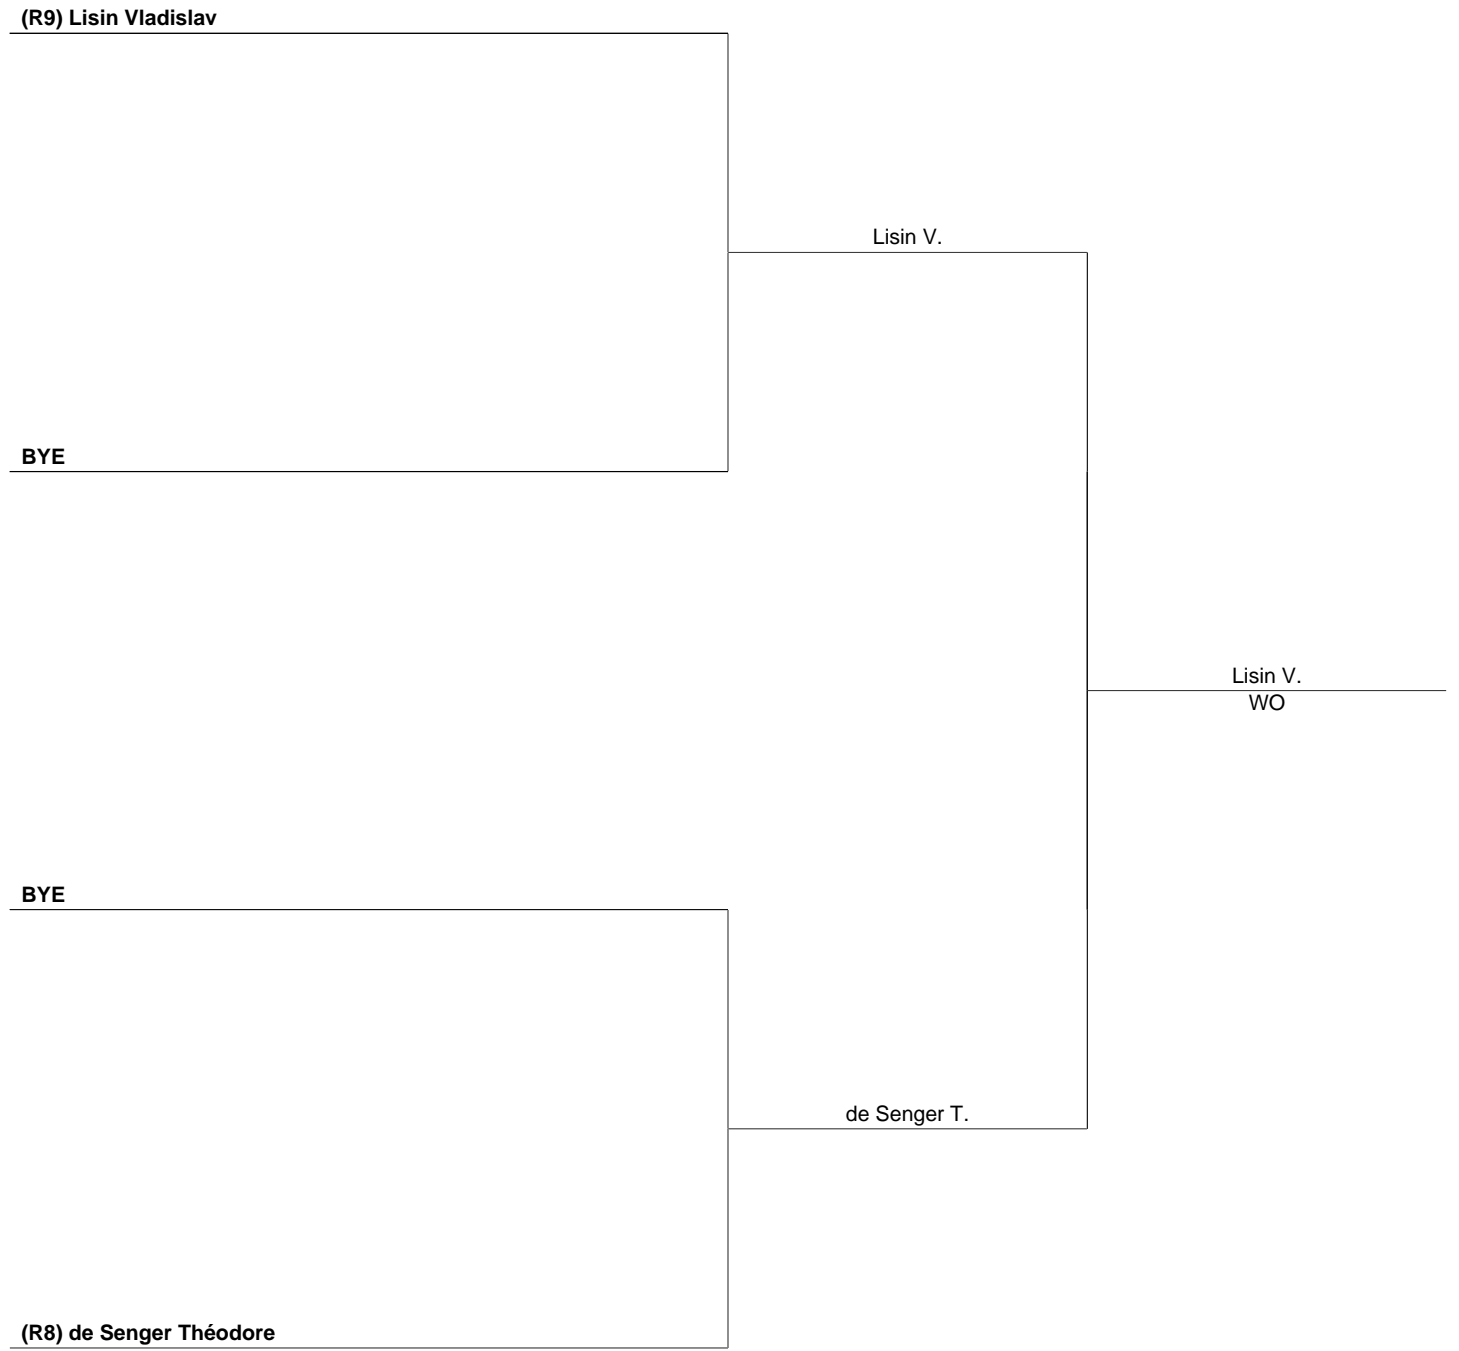 (R9) Lisin Vladislav
Lisin V.
BYE
Lisin V.
WO
BYE
de Senger T.
(R8) de Senger Théodore